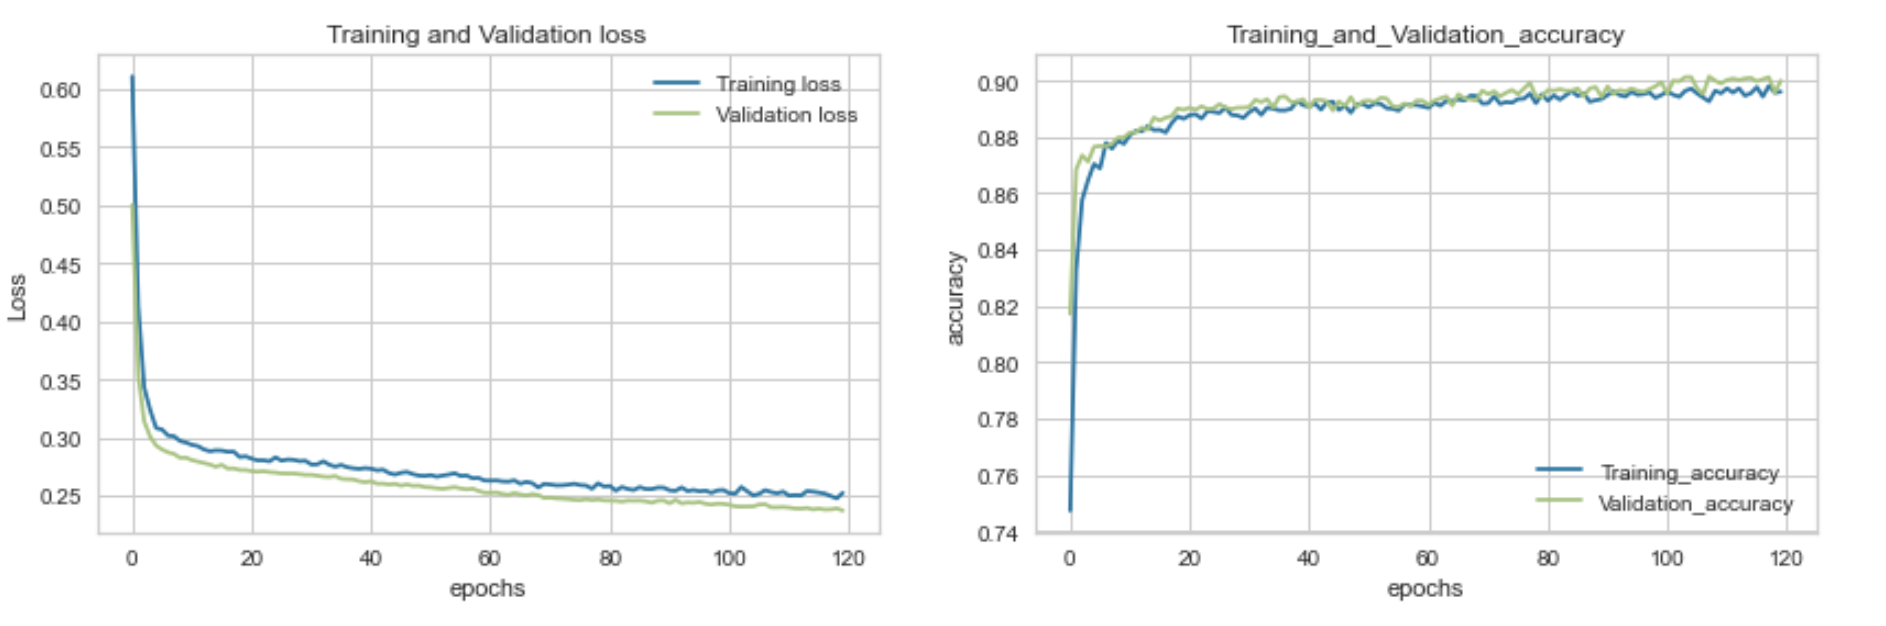 Training and Validation loss
Training loss
Validation loss
0.60
0.55
0.50
0.45
0.40
0.35
0.30
0.25
Loss
0 20 40 60 80 100 120
epochs
Training_and_Validation_accuracy
0.90
0.88
0.86
0.84
0.82
0.80
0.78
0.76
0.74
accuracy
Training_accuracy
Validation_accuracy
0 20 40 60 80 100 120
epochs